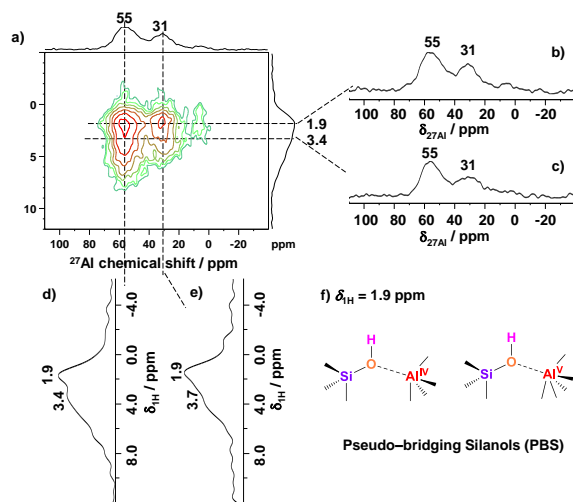 a)
55 31
0
5
10
1.9
3.4
100 80 60 40 20 0 -20 ppm
²⁷Al chemical shift / ppm
b)
55 31
100 80 60 40 20 0 -20 -40
δ27Al / ppm
c)
55 31
100 80 60 40 20 0 -20 -40
δ27Al / ppm
d)
1.9
3.4
-4.0
0.0
4.0
8.0
δ1H / ppm
e)
1.9
3.7
-4.0
0.0
4.0
8.0
δ1H / ppm
f) δ1H = 1.9 ppm
H
O
Si AlIV
H
O
Si AlV
Pseudo–bridging Silanols (PBS)